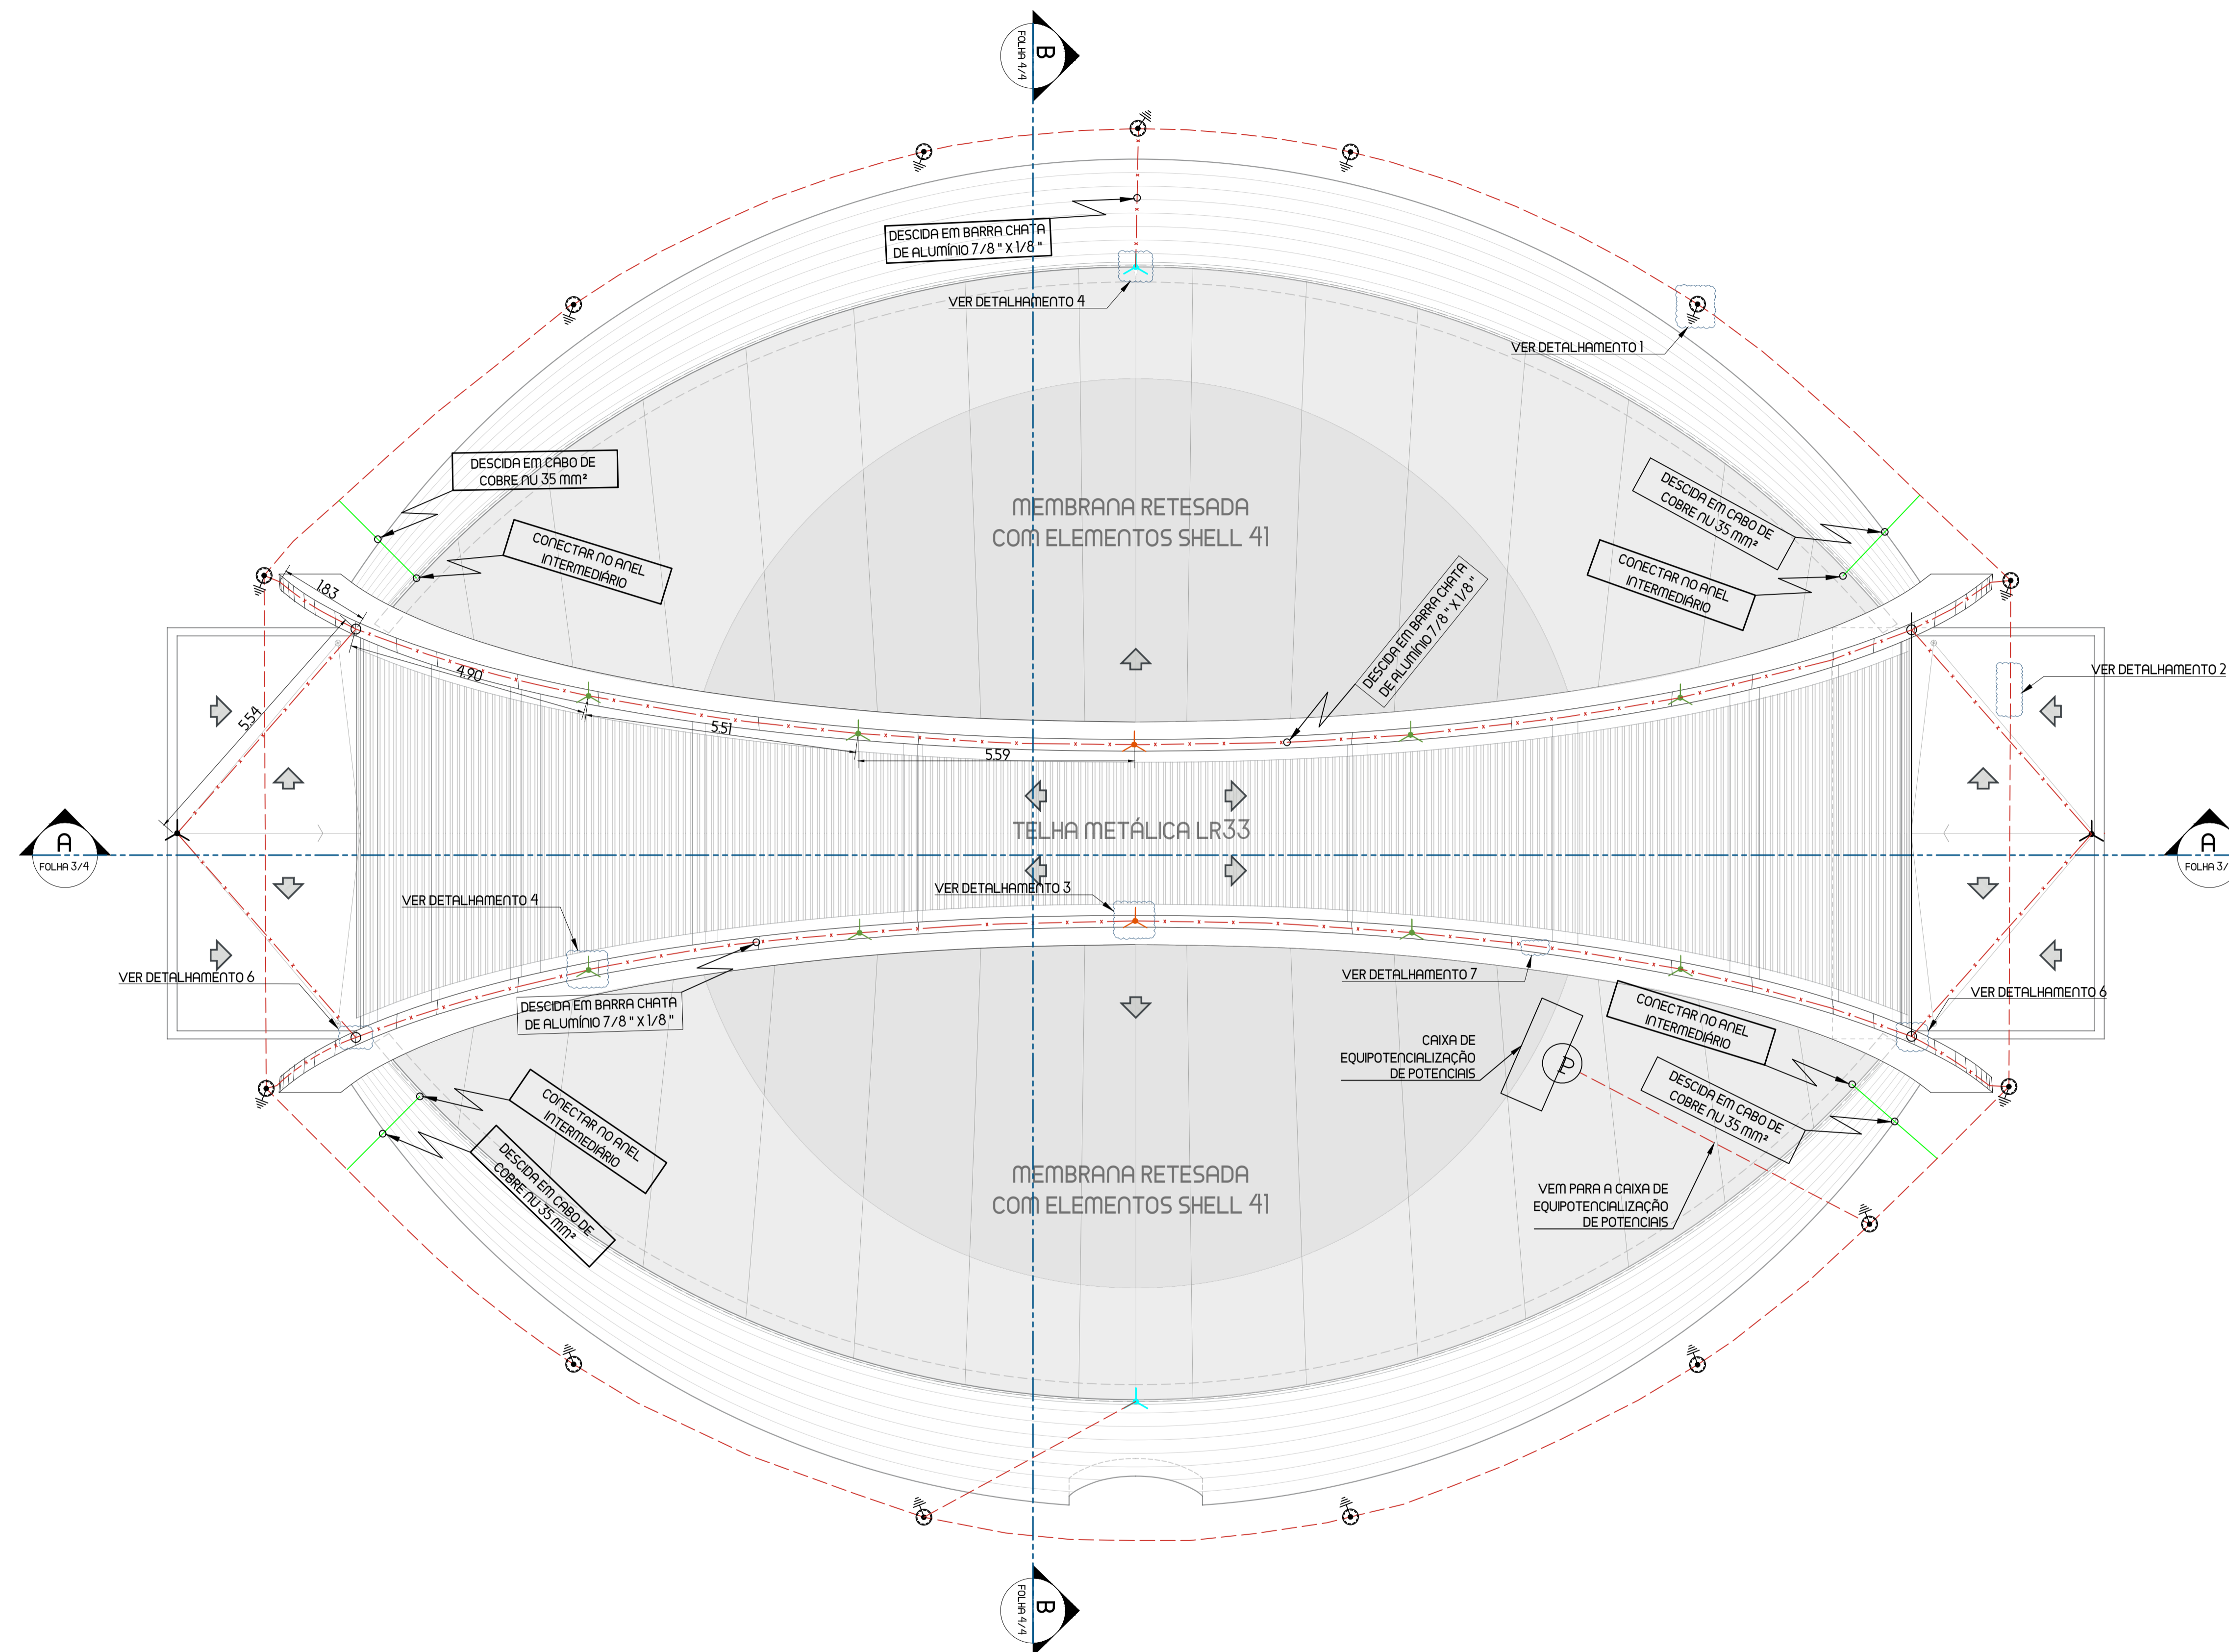 B
FOLHA 4/4
DESCIDA EM BARRA CHATA
DE ALUMÍNIO 7/8 " X 1/8 "
VER DETALHAMENTO 4
VER DETALHAMENTO 1
DESCIDA EM CABO DE
COBRE NU 35 mm²
CONECTAR NO ANEL
INTERMEDIÁRIO
MEMBRANA RETESADA
COM ELEMENTOS SHELL 41
DESCIDA EM CABO DE
COBRE NU 35 mm²
CONECTAR NO ANEL
INTERMEDIÁRIO
DESCIDA EM BARRA CHATA
DE ALUMÍNIO 7/8 " X 1/8 "
1.83
4.90
5.54
5.51
5.59
VER DETALHAMENTO 2
TELHA METÁLICA LR33
A
FOLHA 3/4
A
FOLHA 3/
VER DETALHAMENTO 4
VER DETALHAMENTO 3
VER DETALHAMENTO 6
VER DETALHAMENTO 7
VER DETALHAMENTO 6
DESCIDA EM BARRA CHATA
DE ALUMÍNIO 7/8 " X 1/8 "
CONECTAR NO ANEL
INTERMEDIÁRIO
CAIXA DE
EQUIPOTENCIALIZAÇÃO
DE POTENCIAIS
DESCIDA EM CABO DE
COBRE NU 35 mm²
CONECTAR NO ANEL
INTERMEDIÁRIO
DESCIDA EM CABO DE
COBRE NU 35 mm²
MEMBRANA RETESADA
COM ELEMENTOS SHELL 41
VEM PARA A CAIXA DE
EQUIPOTENCIALIZAÇÃO
DE POTENCIAIS
B
FOLHA 4/4